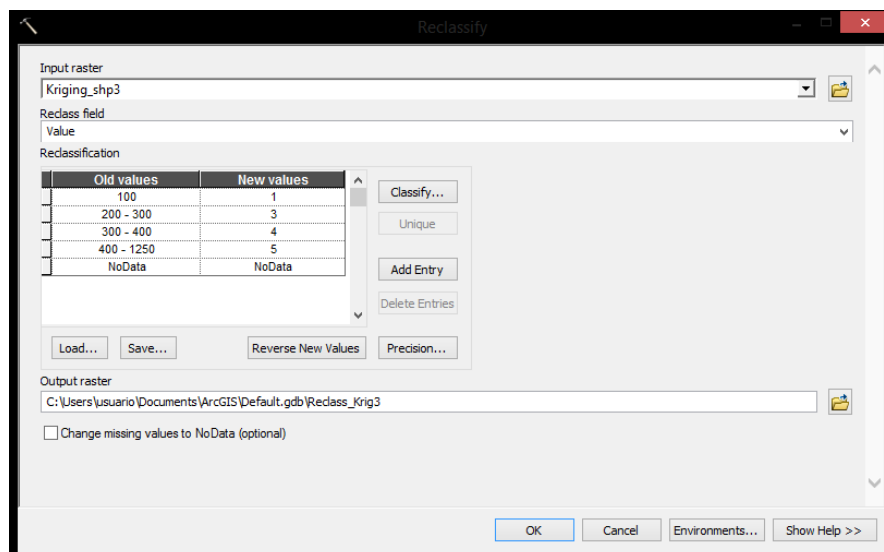 Reclassify
Input raster
Kriging_shp3
Reclass field
Value
Reclassification
Old values New values
100 1
200 - 300 3
300 - 400 4
400 - 1250 5
NoData NoData
Classify...
Unique
Add Entry
Delete Entries
Load... Save... Reverse New Values Precision...
Output raster
C:\Users\usuario\Documents\ArcGIS\Default.gdb\Reclass_Krig3
Change missing values to NoData (optional)
OK Cancel Environments... Show Help >>